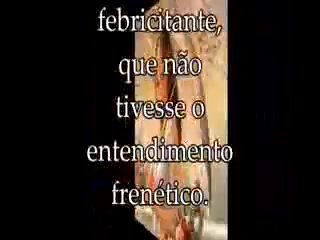 febricitante,
que não
tivesse o
entendimento
frenético.